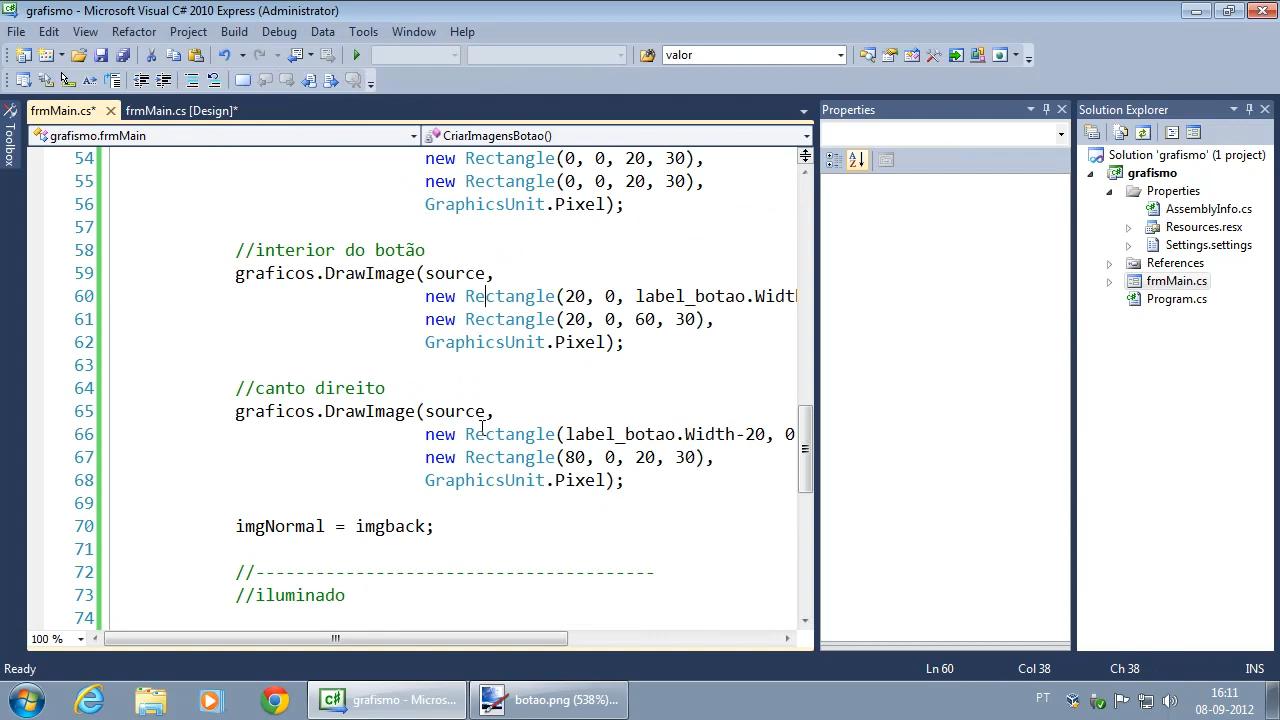 grafismo - Microsoft Visual C# 2010 Express (Administrator)
File Edit View Refactor Project Build Debug Data Tools Window Help
valor
frmMain.cs* frmMain.cs [Design]*
grafismo.frmMain CriarImagensBotao()
54 new Rectangle(0, 0, 20, 30),
55 new Rectangle(0, 0, 20, 30),
56 GraphicsUnit.Pixel);
57
58 //interior do botão
59 graficos.DrawImage(source,
60 new Rectangle(20, 0, label_botao.Width
61 new Rectangle(20, 0, 60, 30),
62 GraphicsUnit.Pixel);
63
64 //canto direito
65 graficos.DrawImage(source,
66 new Rectangle(label_botao.Width-20, 0
67 new Rectangle(80, 0, 20, 30),
68 GraphicsUnit.Pixel);
69
70 imgNormal = imgback;
71
72 //----------------------------------------
73 //iluminado
74
100 %
Toolbox
Properties
Solution Explorer
Solution 'grafismo' (1 project)
grafismo
Properties
AssemblyInfo.cs
Resources.resx
Settings.settings
References
frmMain.cs
Program.cs
Ready Ln 60 Col 38 Ch 38 INS
grafismo - Micros... botao.png (538%)... PT 16:11
08-09-2012